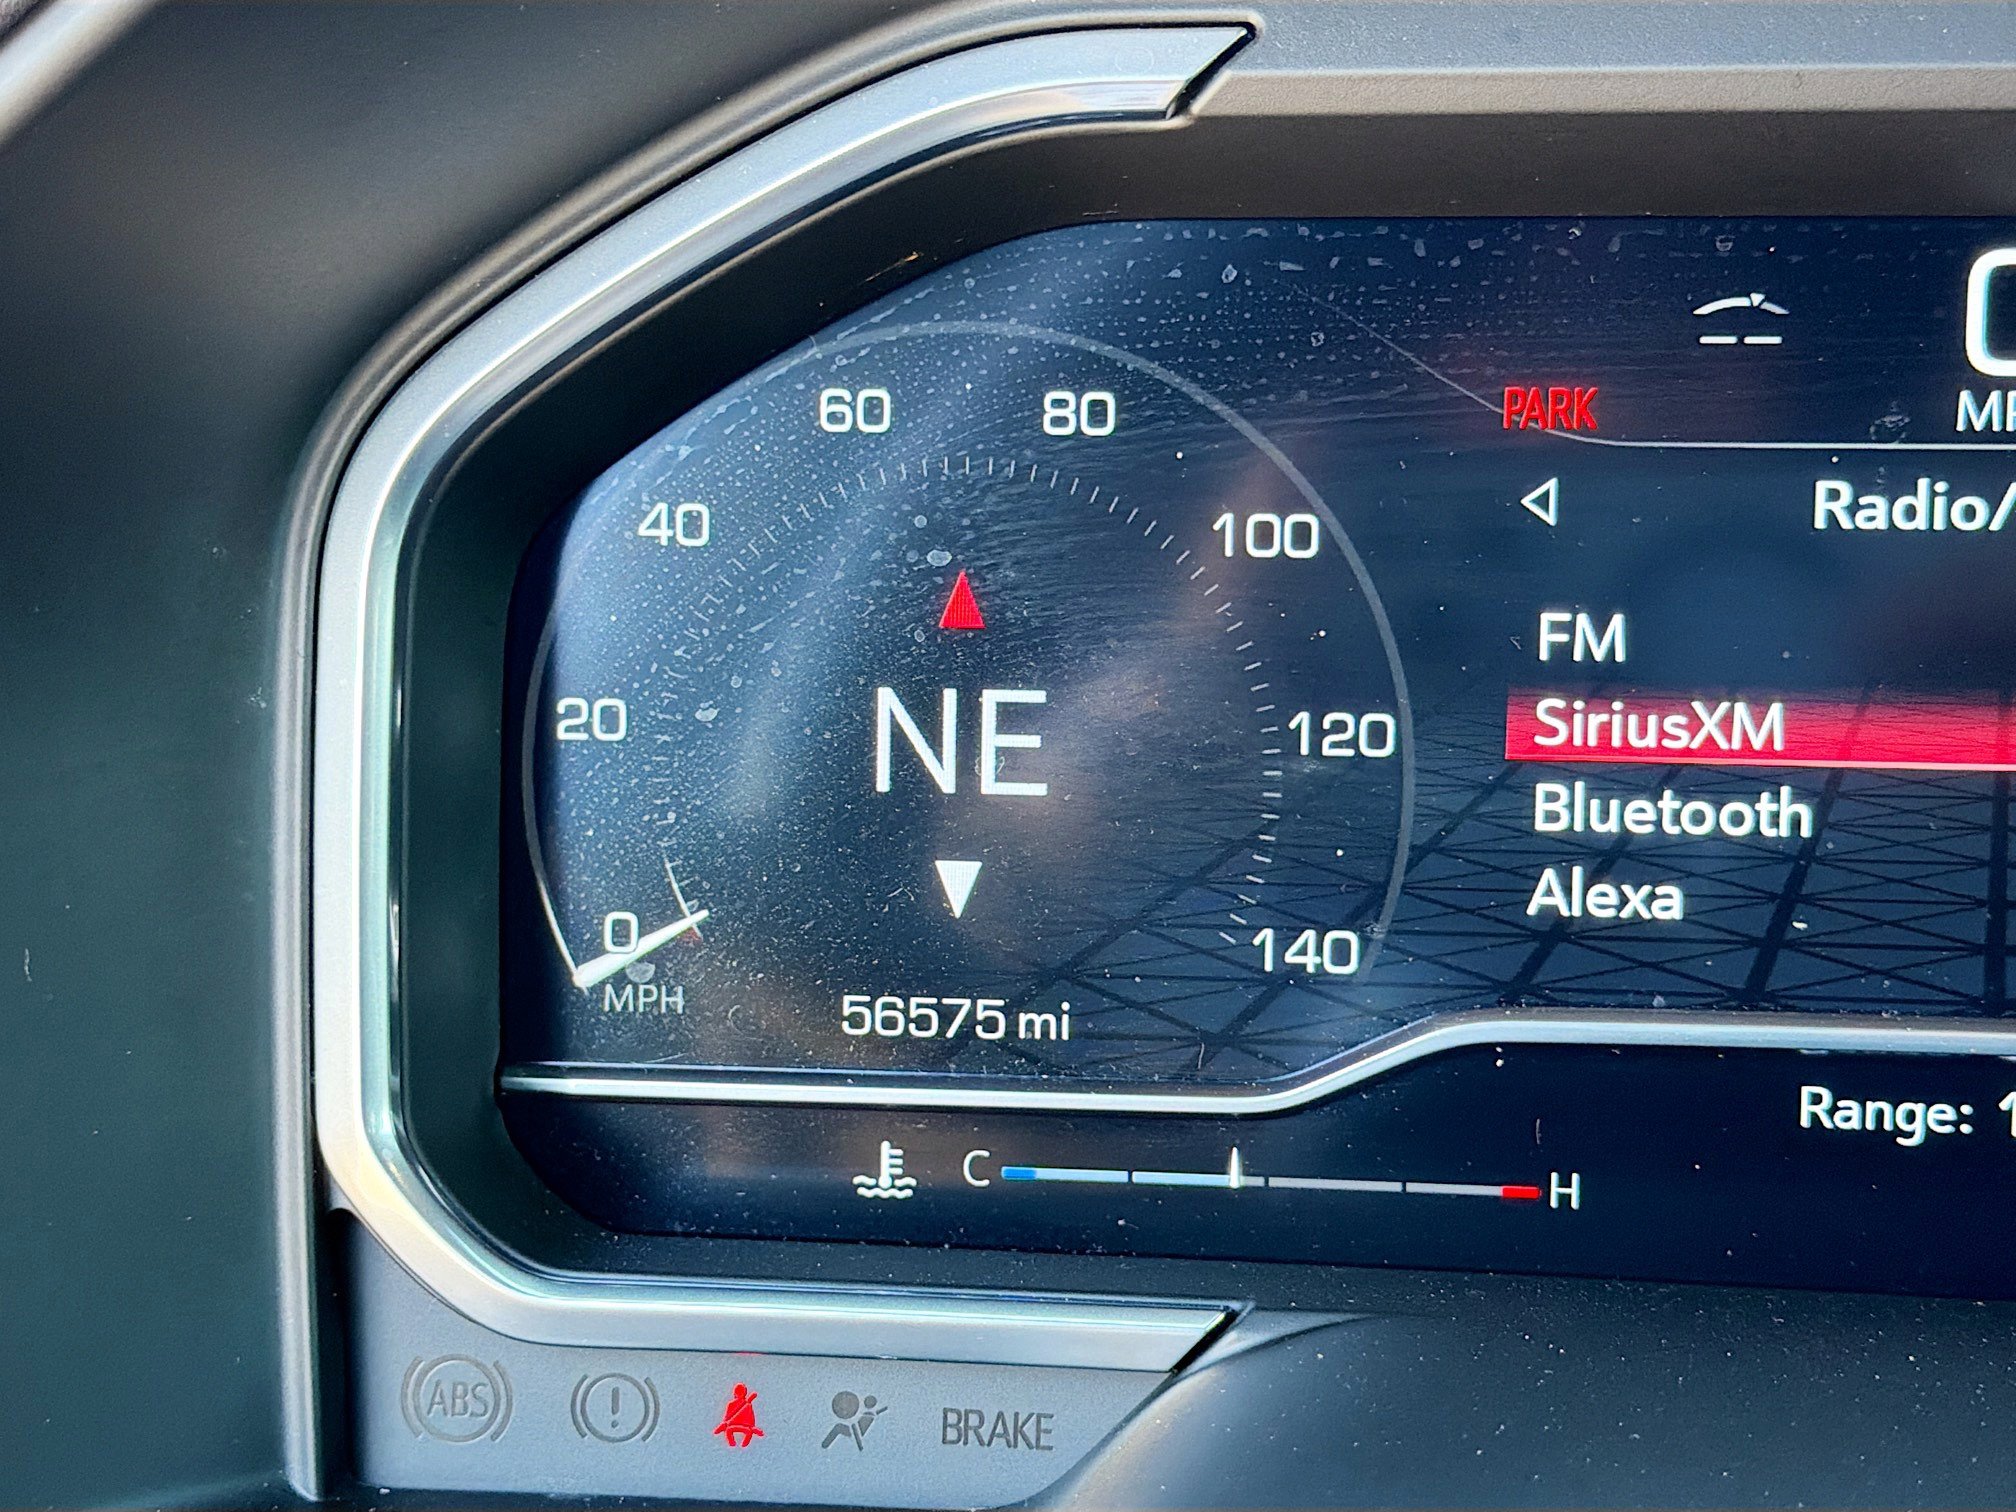 60
80
40
100
20
120
0
140
MPH
NE
56575 mi
PARK
Radio/
FM
SiriusXM
Bluetooth
Alexa
Range: 1
C
H
ABS
!
BRAKE